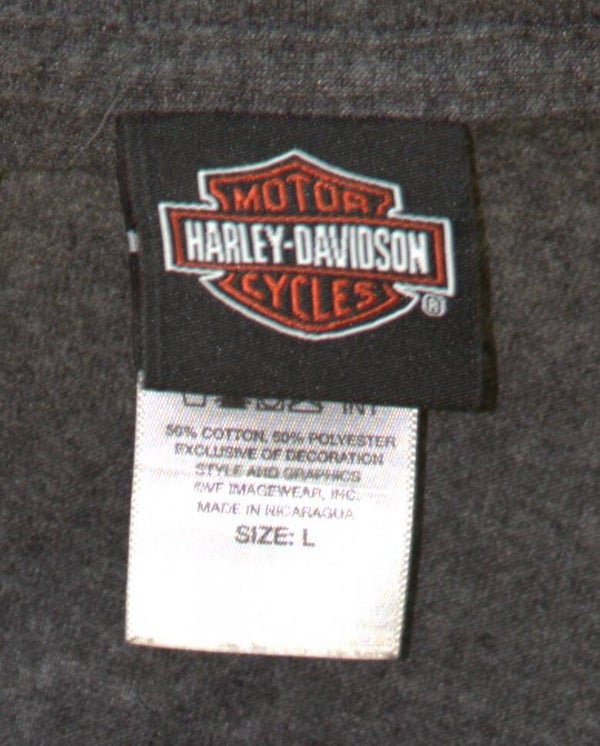 MOTOR
HARLEY-DAVIDSON
CYCLES
®
50% COTTON, 50% POLYESTER
EXCLUSIVE OF DECORATION
STYLE AND GRAPHICS
©VF IMAGEWEAR, INC.
MADE IN NICARAGUA
SIZE: L